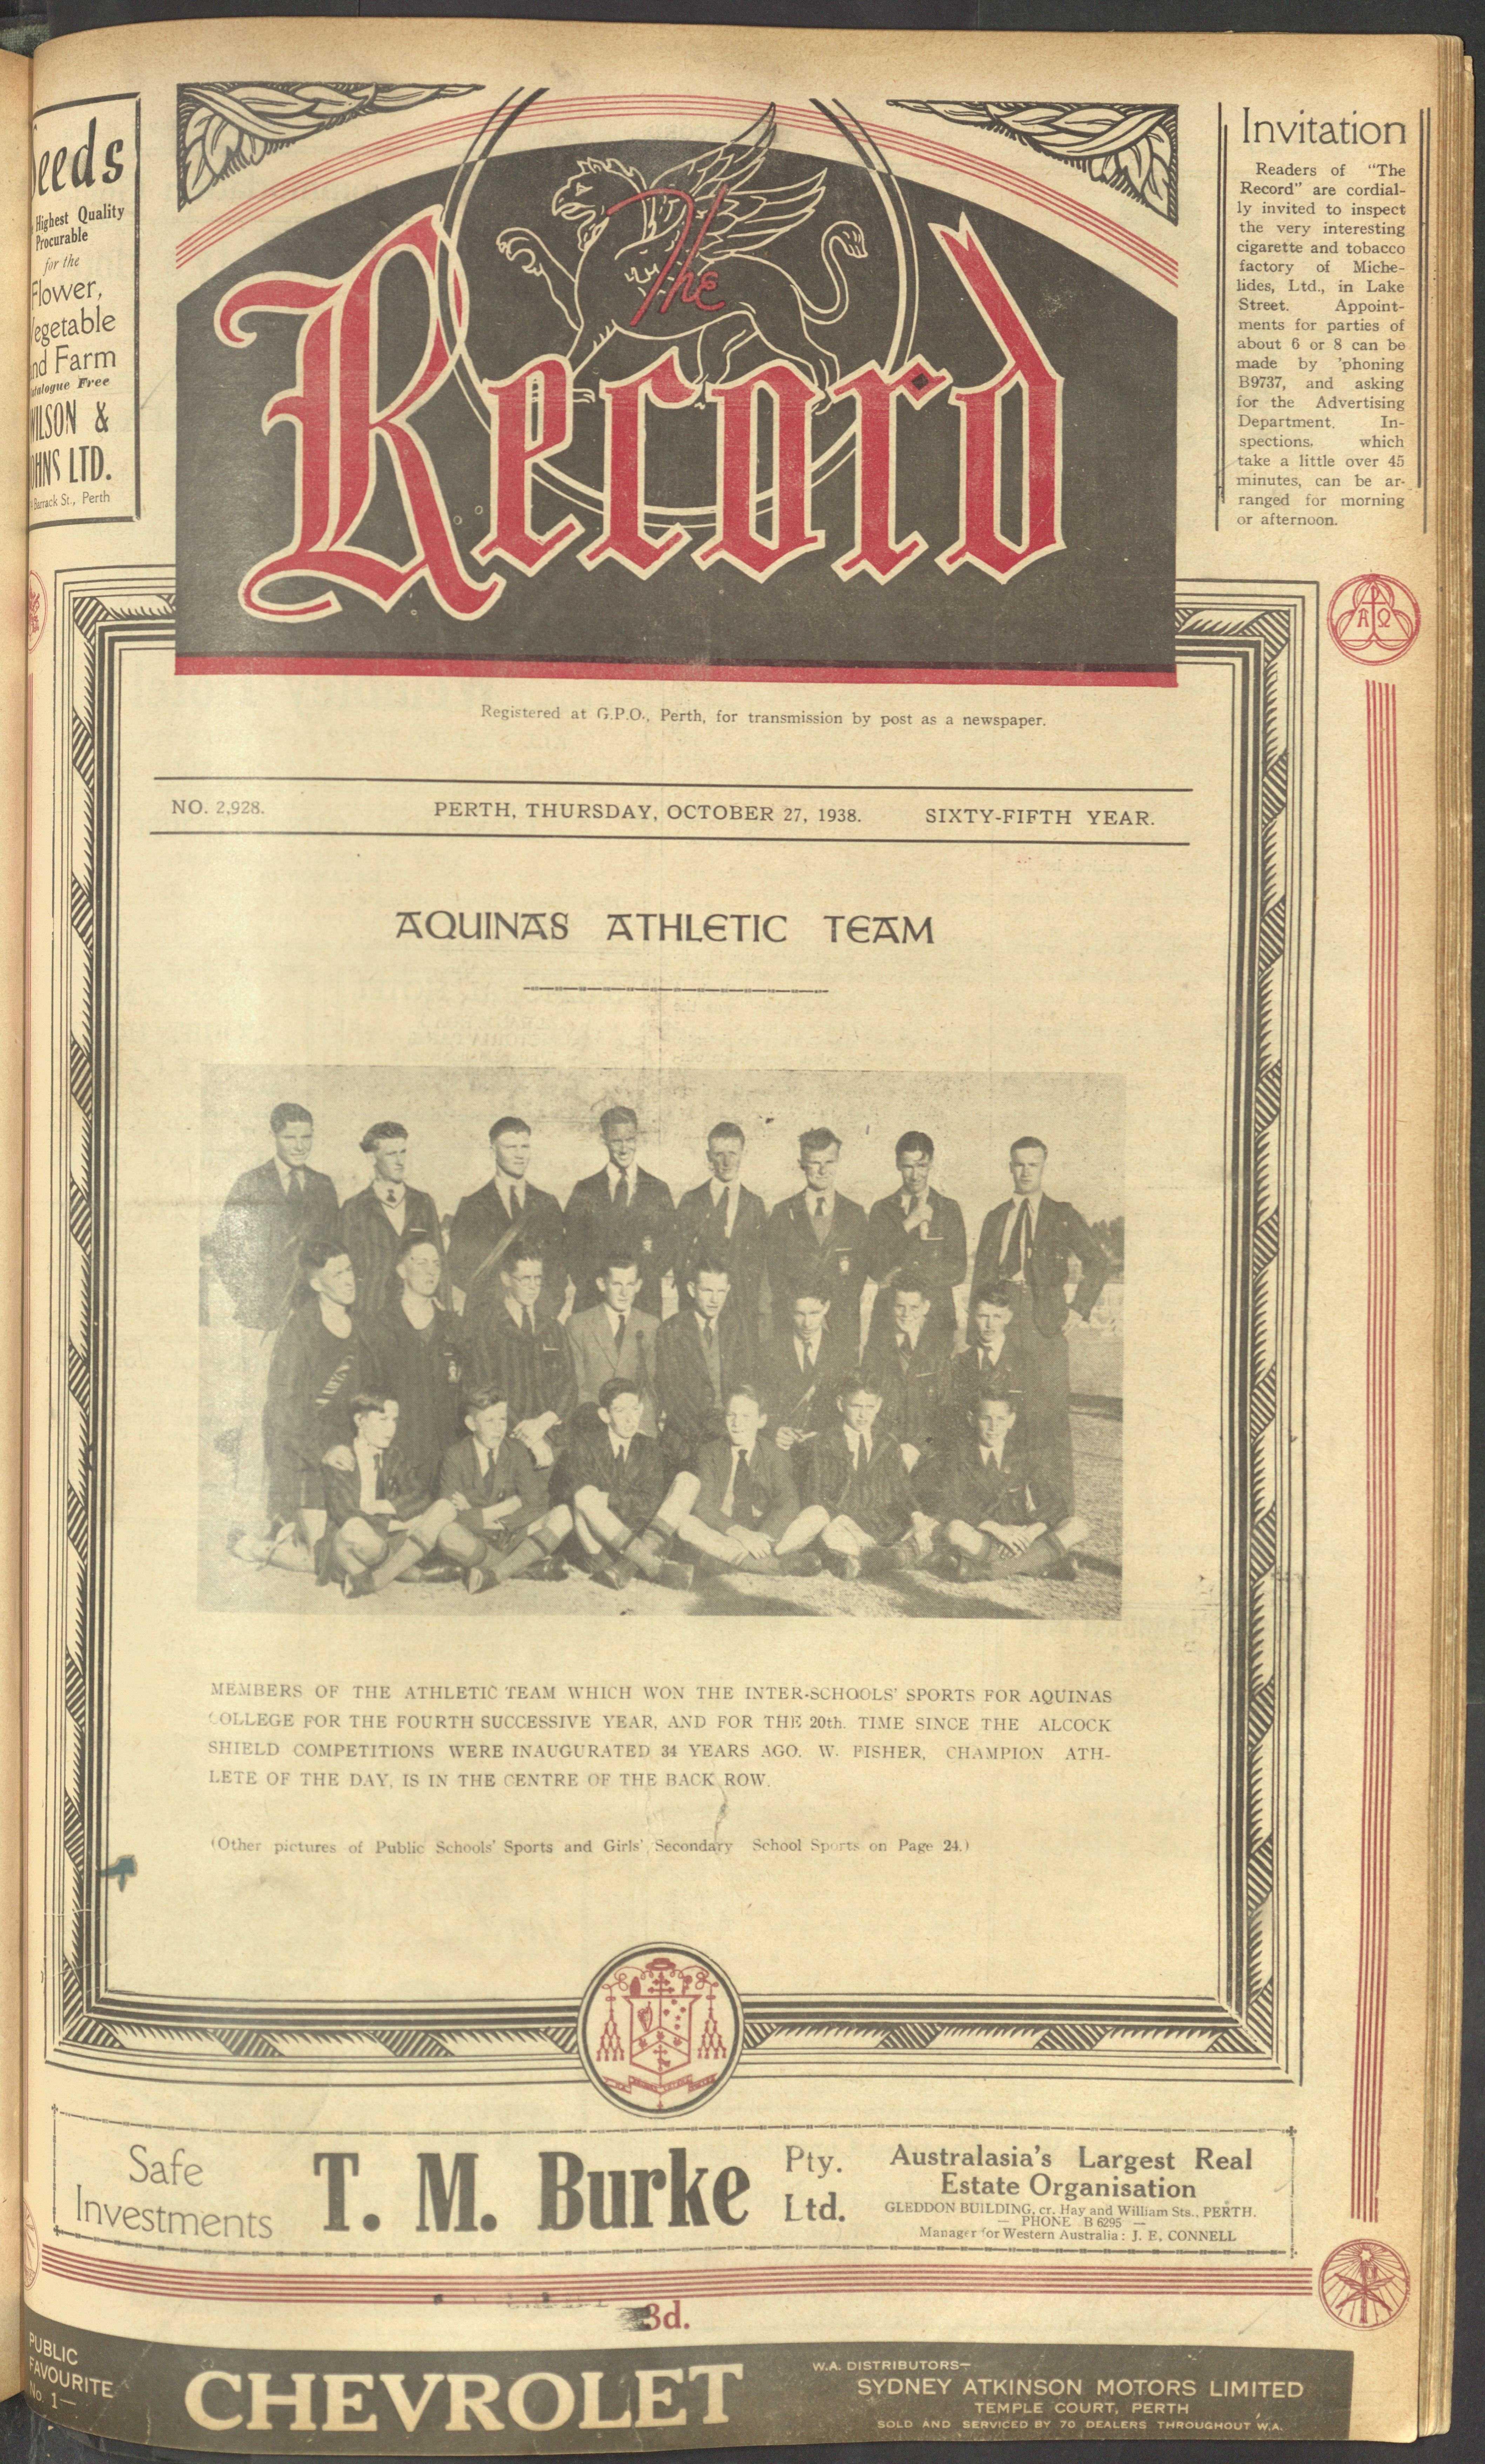 eeds
Highest Quality
Procurable
for the
Flower,
egetable
nd Farm
atalogue Free
WILSON &
OHNS LTD.
Barrack St., Perth
The
Record
Invitation
Readers of "The
Record" are cordial-
ly invited to inspect
the very interesting
cigarette and tobacco
factory of Miche-
lides, Ltd., in Lake
Street. Appoint-
ments for parties of
about 6 or 8 can be
made by 'phoning
B9737, and asking
for the Advertising
Department. In-
spections, which
take a little over 45
minutes, can be ar-
ranged for morning
or afternoon.
Registered at G.P.O., Perth, for transmission by post as a newspaper.
NO. 2,928. PERTH, THURSDAY, OCTOBER 27, 1938. SIXTY-FIFTH YEAR.
AQUINAS ATHLETIC TEAM
MEMBERS OF THE ATHLETIC TEAM WHICH WON THE INTER-SCHOOLS' SPORTS FOR AQUINAS
COLLEGE FOR THE FOURTH SUCCESSIVE YEAR, AND FOR THE 20th. TIME SINCE THE ALCOCK
SHIELD COMPETITIONS WERE INAUGURATED 34 YEARS AGO. W. FISHER, CHAMPION ATH-
LETE OF THE DAY, IS IN THE CENTRE OF THE BACK ROW.
(Other pictures of Public Schools' Sports and Girls' Secondary School Sports on Page 24.)
Safe
Investments
T. M. Burke
Pty.
Ltd.
Australasia's Largest Real
Estate Organisation
GLEDDON BUILDING, cr. Hay and William Sts., PERTH.
— PHONE B 6295 —
Manager for Western Australia: J. E. CONNELL
3d.
PUBLIC
FAVOURITE
No. 1—
CHEVROLET
W.A. DISTRIBUTORS—
SYDNEY ATKINSON MOTORS LIMITED
TEMPLE COURT, PERTH
SOLD AND SERVICED BY 70 DEALERS THROUGHOUT W.A.